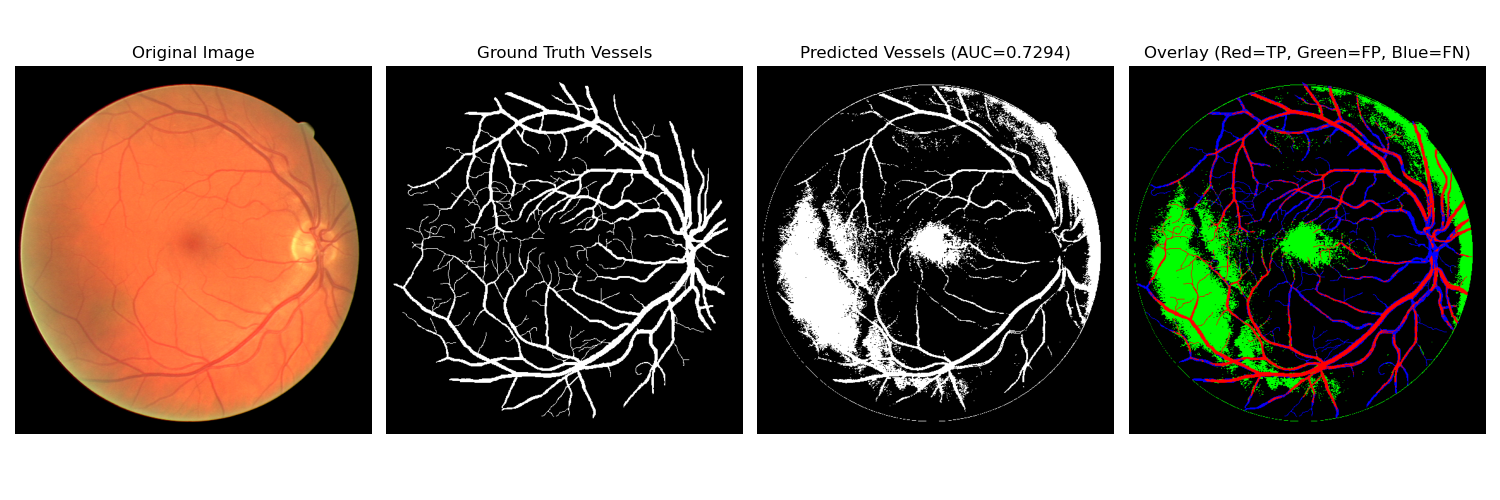 Original Image
Ground Truth Vessels
Predicted Vessels (AUC=0.7294)
Overlay (Red=TP, Green=FP, Blue=FN)